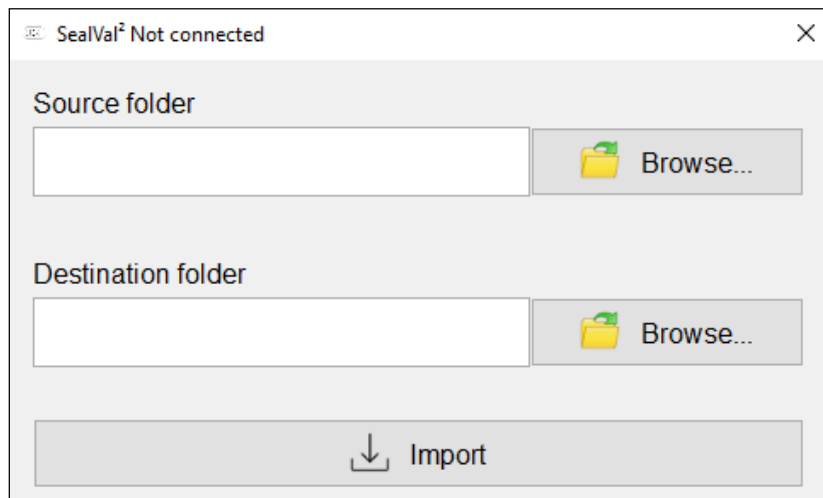 SealVal² Not connected
Source folder
Browse...
Destination folder
Browse...
Import